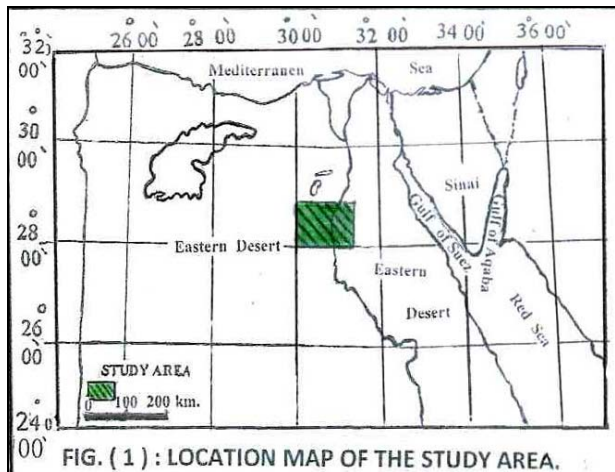 26 00` 28 00` 30 00` 32 00` 34 00` 36 00`
32 00`
Mediterranen Sea
30 00`
Sinai
Gulf of Suez
Gulf of Aqaba
28 00`
Eastern Desert
Eastern
Desert
Red Sea
26 00`
STUDY AREA
0 100 200 km.
24 00`
FIG. ( 1 ) : LOCATION MAP OF THE STUDY AREA.